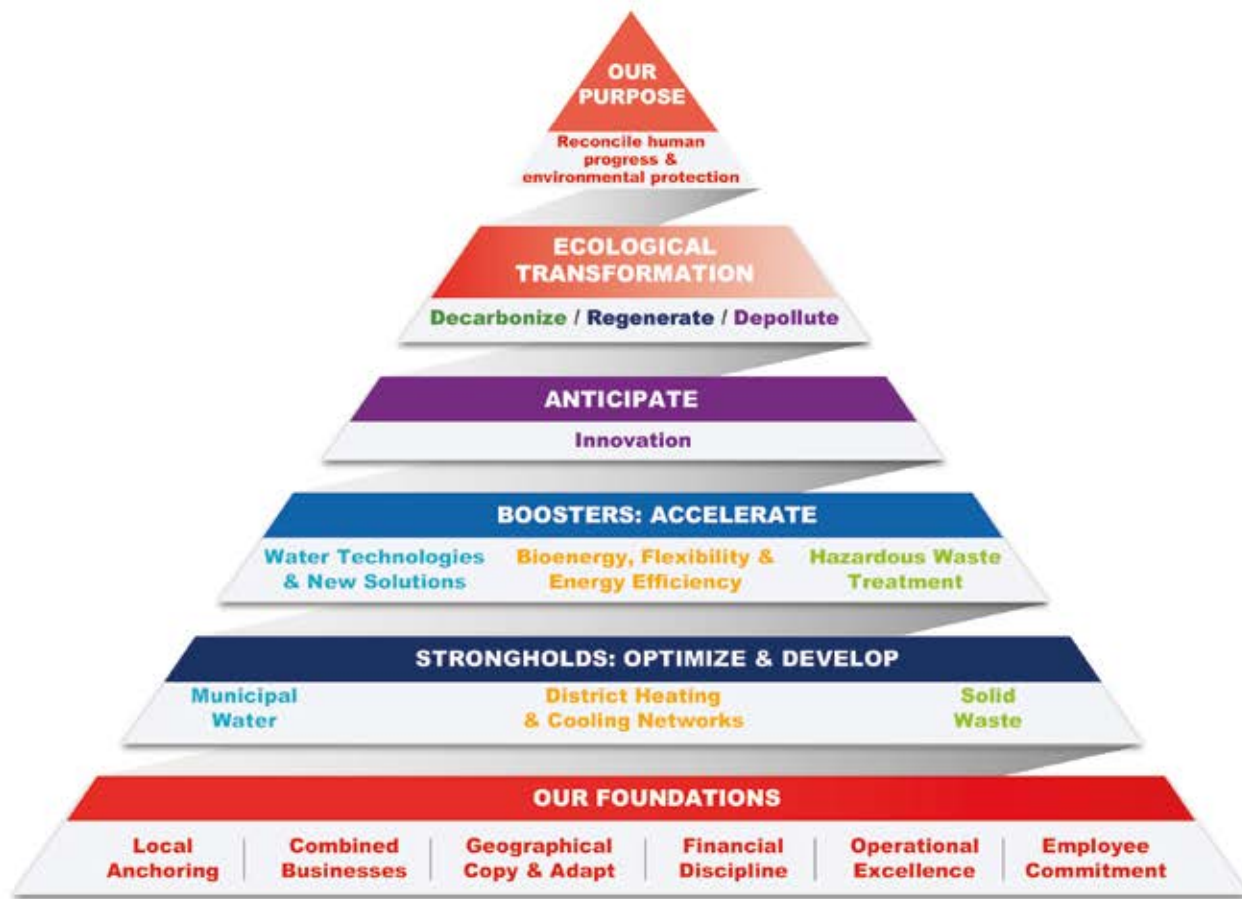 OUR
PURPOSE
Reconcile human
progress &
environmental protection
ECOLOGICAL
TRANSFORMATION
Decarbonize / Regenerate / Depollute
ANTICIPATE
Innovation
BOOSTERS: ACCELERATE
Water Technologies
& New Solutions
Bioenergy, Flexibility &
Energy Efficiency
Hazardous Waste
Treatment
STRONGHOLDS: OPTIMIZE & DEVELOP
Municipal
Water
District Heating
& Cooling Networks
Solid
Waste
OUR FOUNDATIONS
Local
Anchoring
Combined
Businesses
Geographical
Copy & Adapt
Financial
Discipline
Operational
Excellence
Employee
Commitment